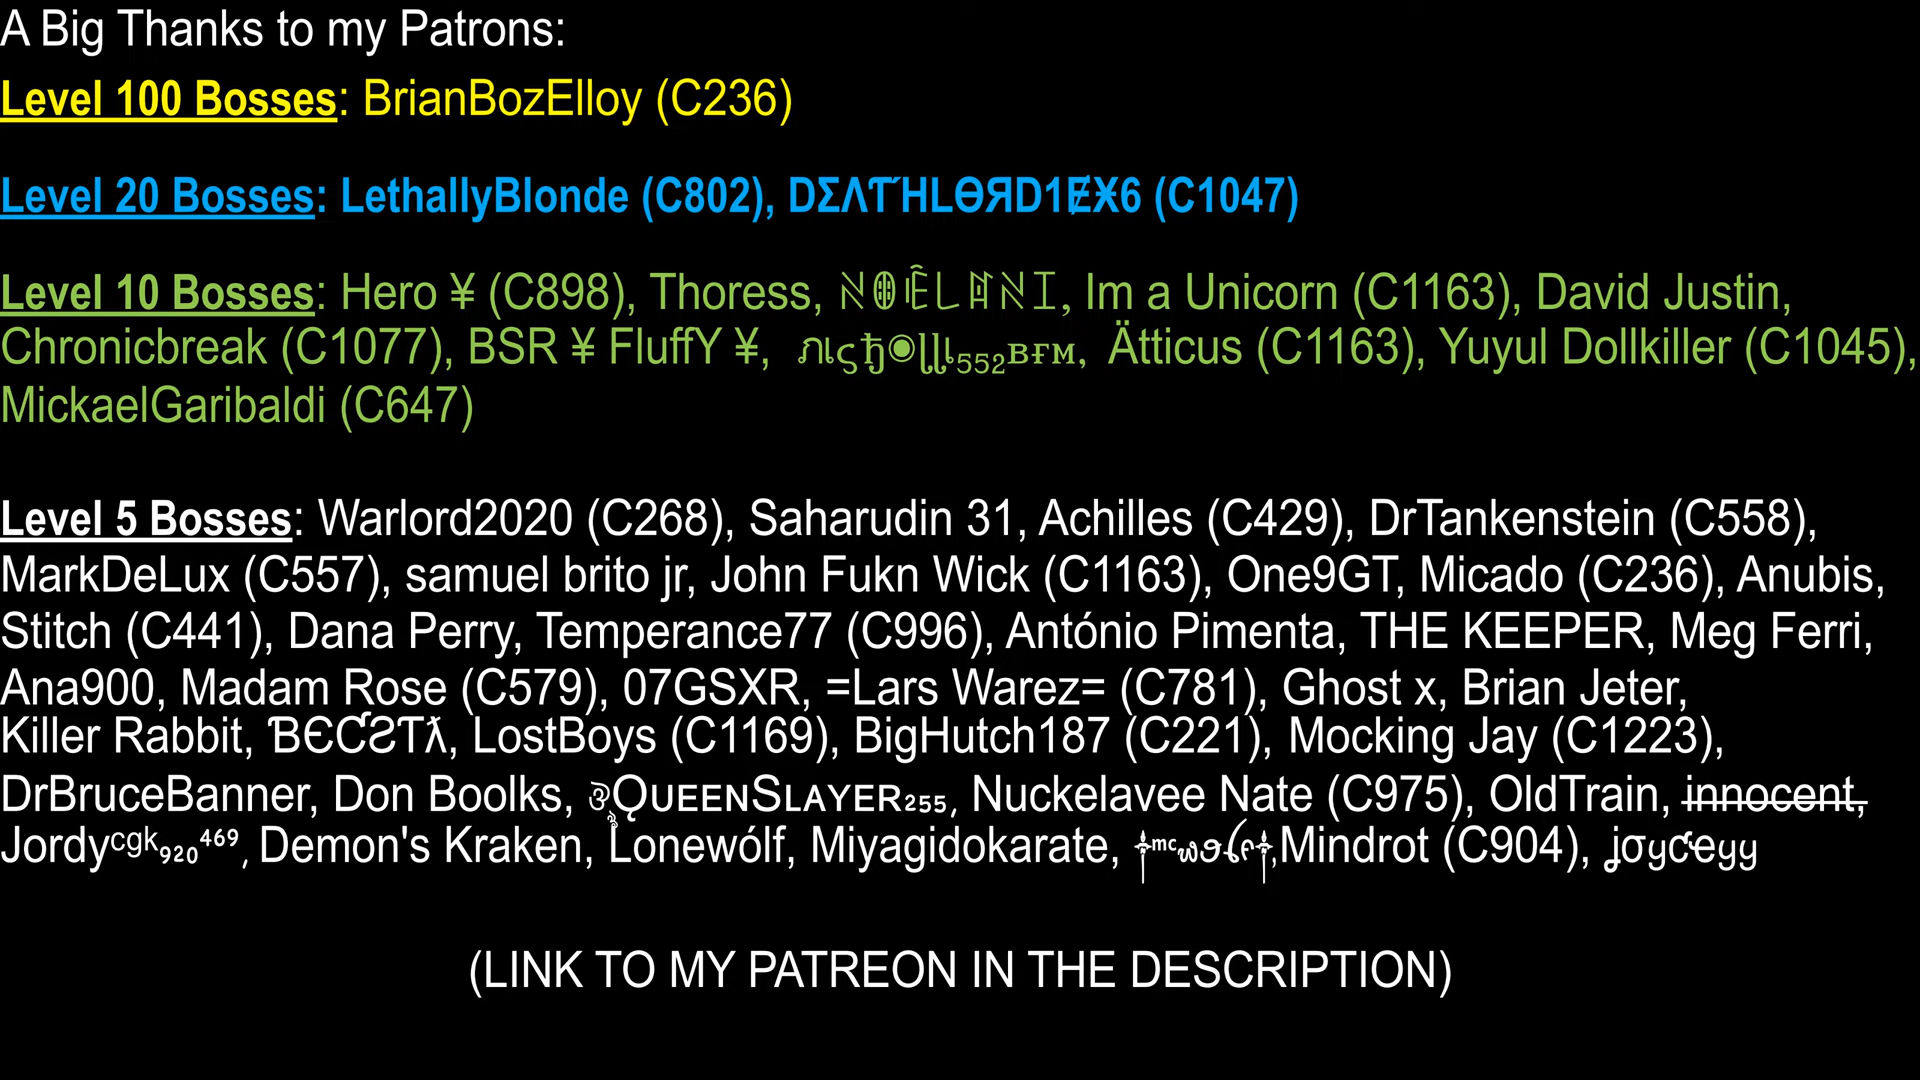 A Big Thanks to my Patrons:
Level 100 Bosses: BrianBozElloy (C236)
Level 20 Bosses: LethallyBlonde (C802), DΣΛƬΉLӨЯD1ɆӾ6 (C1047)
Level 10 Bosses: Hero ¥ (C898), Thoress, Im a Unicorn (C1163), David Justin,
Chronicbreak (C1077), BSR ¥ FluffY ¥, Ätticus (C1163), Yuyul Dollkiller (C1045),
MickaelGaribaldi (C647)
Level 5 Bosses: Warlord2020 (C268), Saharudin 31, Achilles (C429), DrTankenstein (C558),
MarkDeLux (C557), samuel brito jr, John Fukn Wick (C1163), One9GT, Micado (C236), Anubis,
Stitch (C441), Dana Perry, Temperance77 (C996), António Pimenta, THE KEEPER, Meg Ferri,
Ana900, Madam Rose (C579), 07GSXR, =Lars Warez= (C781), Ghost x, Brian Jeter,
Killer Rabbit, ƁЄƇƧƬƛ, LostBoys (C1169), BigHutch187 (C221), Mocking Jay (C1223),
DrBruceBanner, Don Boolks, QᴜᴇᴇɴSʟᴀʏᴇʀ₂₅₅, Nuckelavee Nate (C975), OldTrain, innocent,
Jordyᶜᵍᵏ₉₂₀⁴⁶⁹, Demon's Kraken, Lonewólf, Miyagidokarate, Mindrot (C904), ʝσყƈҽყყ
(LINK TO MY PATREON IN THE DESCRIPTION)